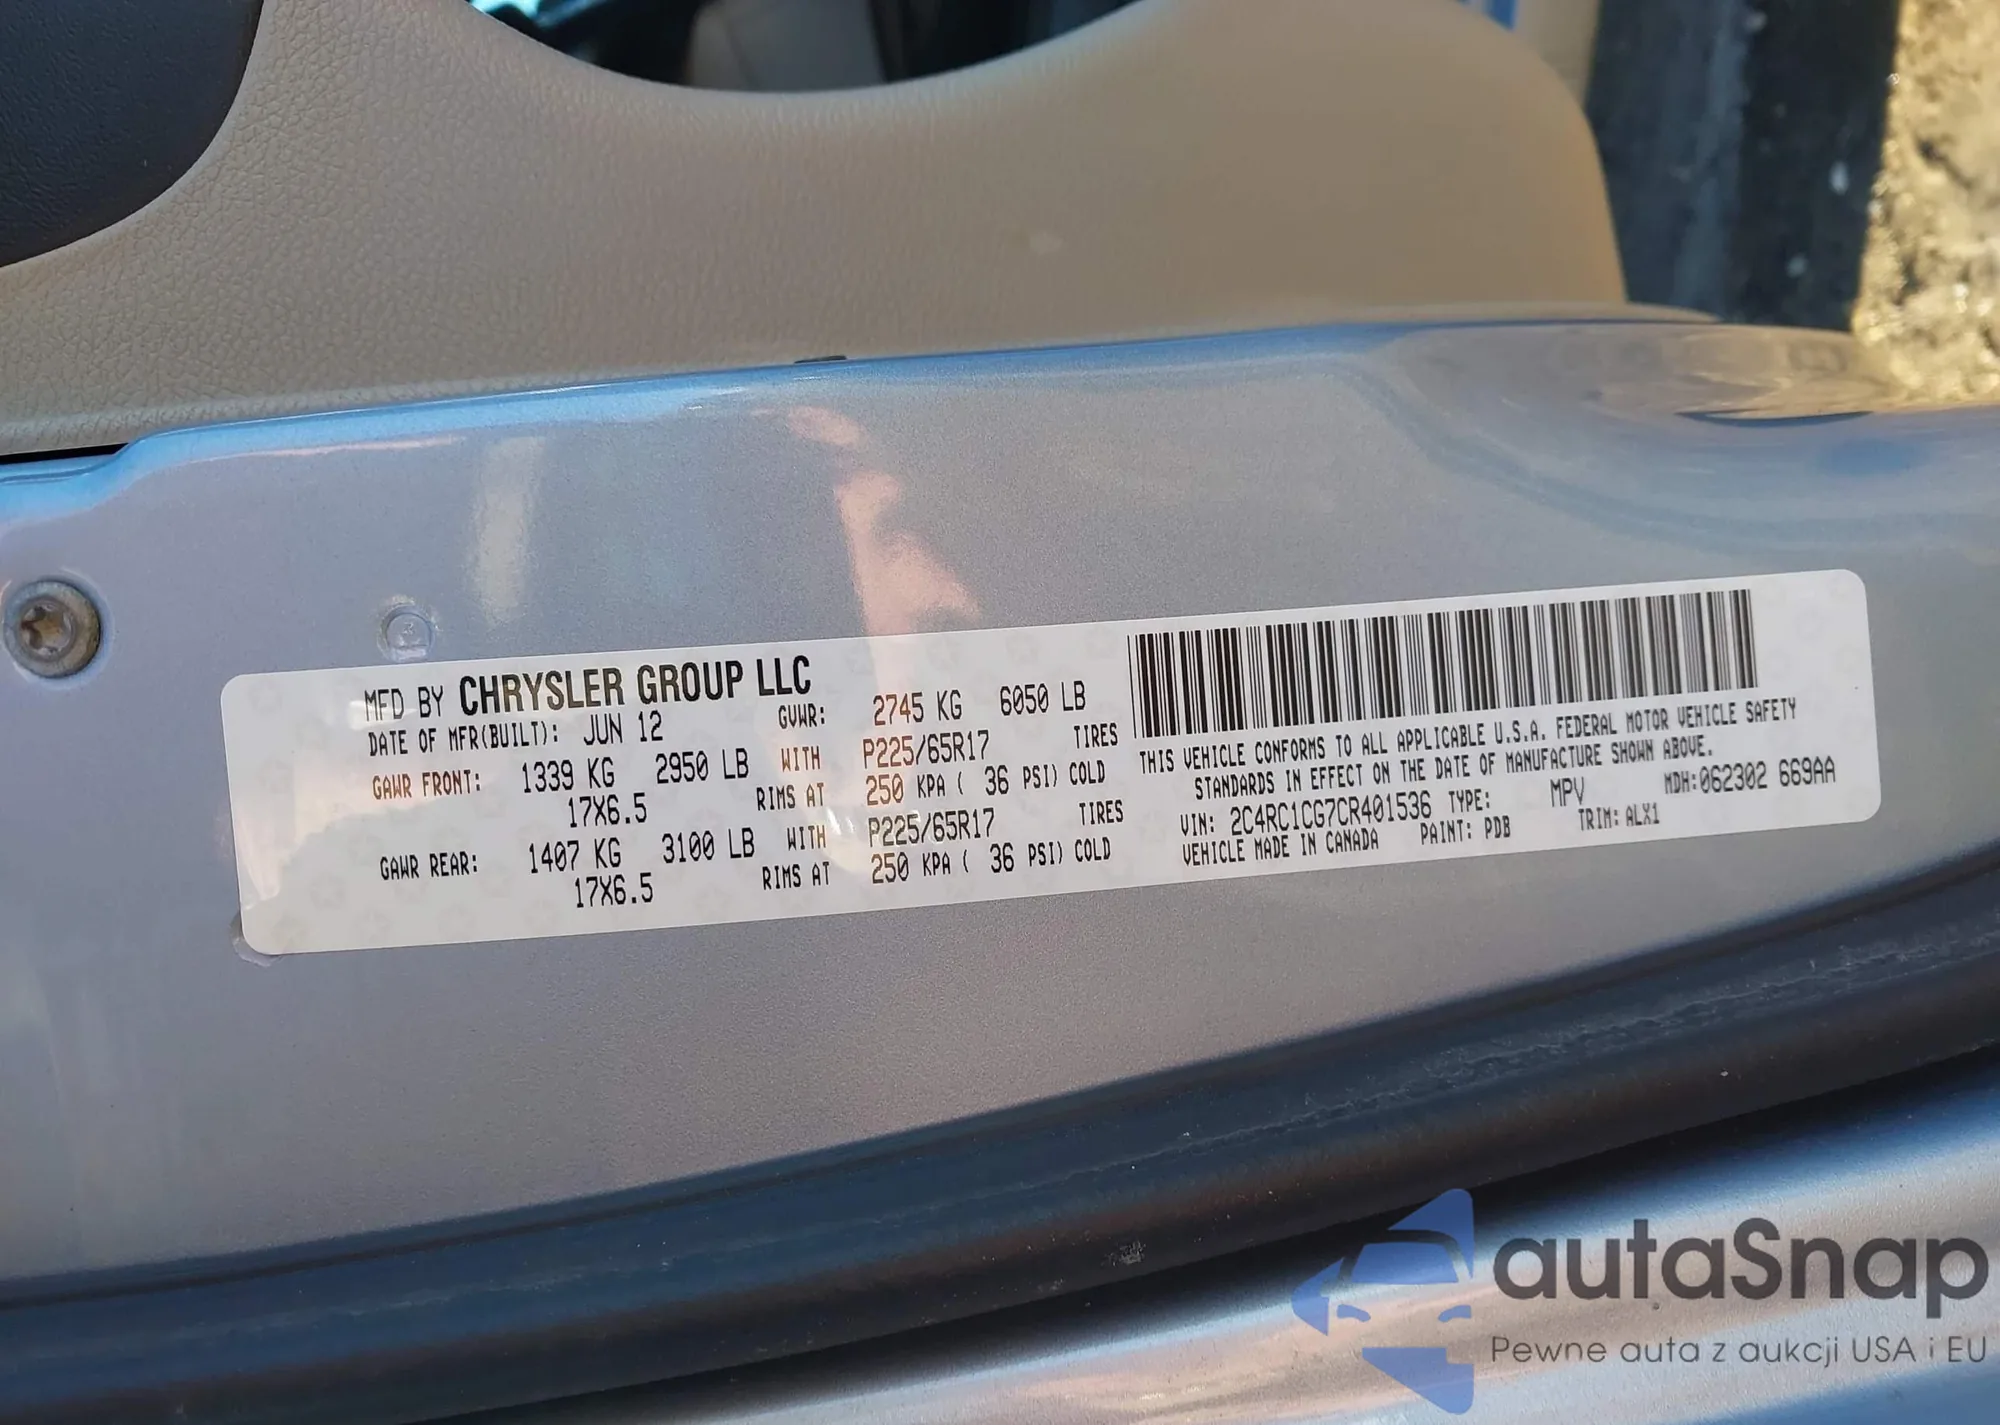 MFD BY CHRYSLER GROUP LLC
DATE OF MFR(BUILT): JUN 12 GVWR: 2745 KG 6050 LB
GAWR FRONT: 1339 KG 2950 LB WITH P225/65R17 TIRES
17X6.5 RIMS AT 250 KPA ( 36 PSI) COLD
GAWR REAR: 1407 KG 3100 LB WITH P225/65R17 TIRES
17X6.5 RIMS AT 250 KPA ( 36 PSI) COLD
THIS VEHICLE CONFORMS TO ALL APPLICABLE U.S.A. FEDERAL MOTOR VEHICLE SAFETY
STANDARDS IN EFFECT ON THE DATE OF MANUFACTURE SHOWN ABOVE.
VIN: 2C4RC1CG7CR401536 TYPE: MPV MDH:062302 669AA
VEHICLE MADE IN CANADA PAINT: PDB TRIM: ALX1
autaSnap
Pewne auta z aukcji USA i EU